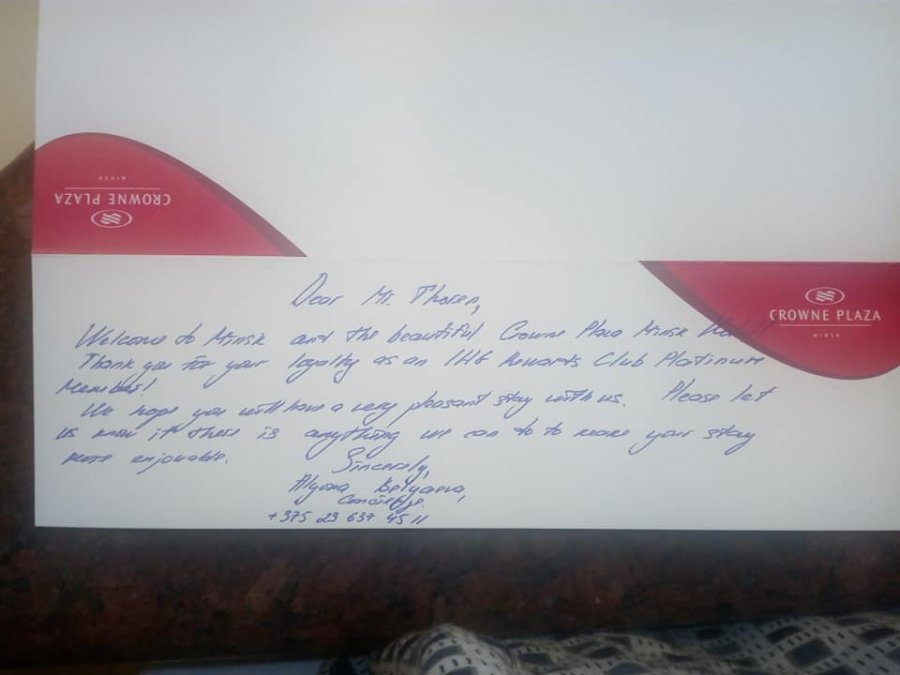 CROWNE PLAZA
MINSK
CROWNE PLAZA
MINSK
Dear Mr. Thoren,
Welcome to Minsk and the beautiful Crowne Plaza Minsk
Thank you for your loyalty as an IHG Rewards Club Platinum
Member!
We hope you will have a very pleasant stay with us. Please let
us know if there is anything we can do to make your stay
more enjoyable.
Sincerely,
Alyona Belyaeva,
Concierge.
+375 29 637 45 11